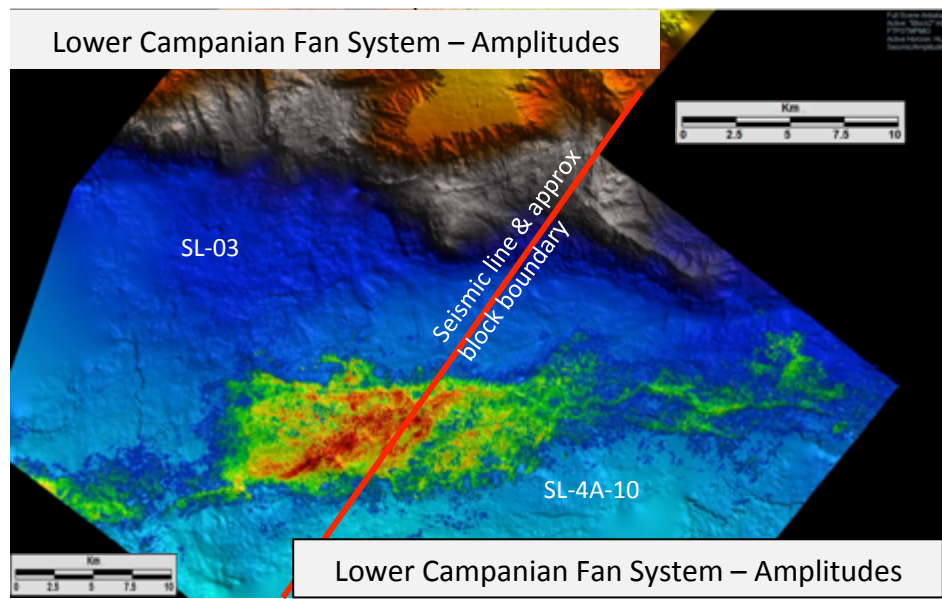 Lower Campanian Fan System – Amplitudes
Km
0 2.5 5 7.5 10
SL-03
Seismic line & approx
block boundary
SL-4A-10
Km
0 2.5 5 7.5 10
Lower Campanian Fan System – Amplitudes